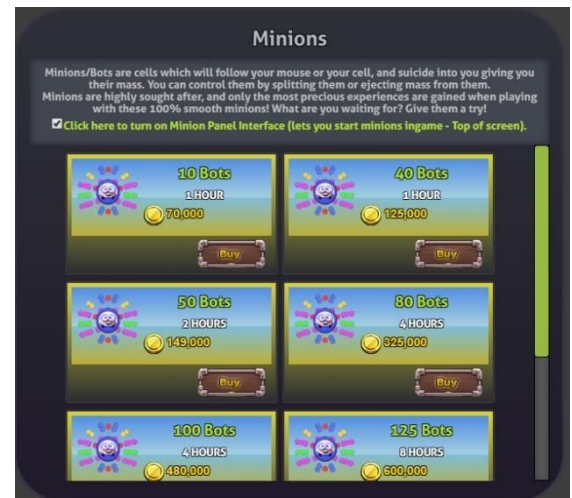 Minions
Minions/Bots are cells which will follow your mouse or your cell, and suicide into you giving you
their mass. You can control them by splitting them or ejecting mass from them.
Minions are highly sought after, and only the most precious experiences are gained when playing
with these 100% smooth minions! What are you waiting for? Give them a try!
Click here to turn on Minion Panel Interface (lets you start minions ingame - Top of screen).
10 Bots
1 HOUR
70,000
Buy
40 Bots
1 HOUR
125,000
Buy
50 Bots
2 HOURS
149,000
Buy
80 Bots
4 HOURS
325,000
Buy
100 Bots
4 HOURS
480,000
125 Bots
8 HOURS
600,000